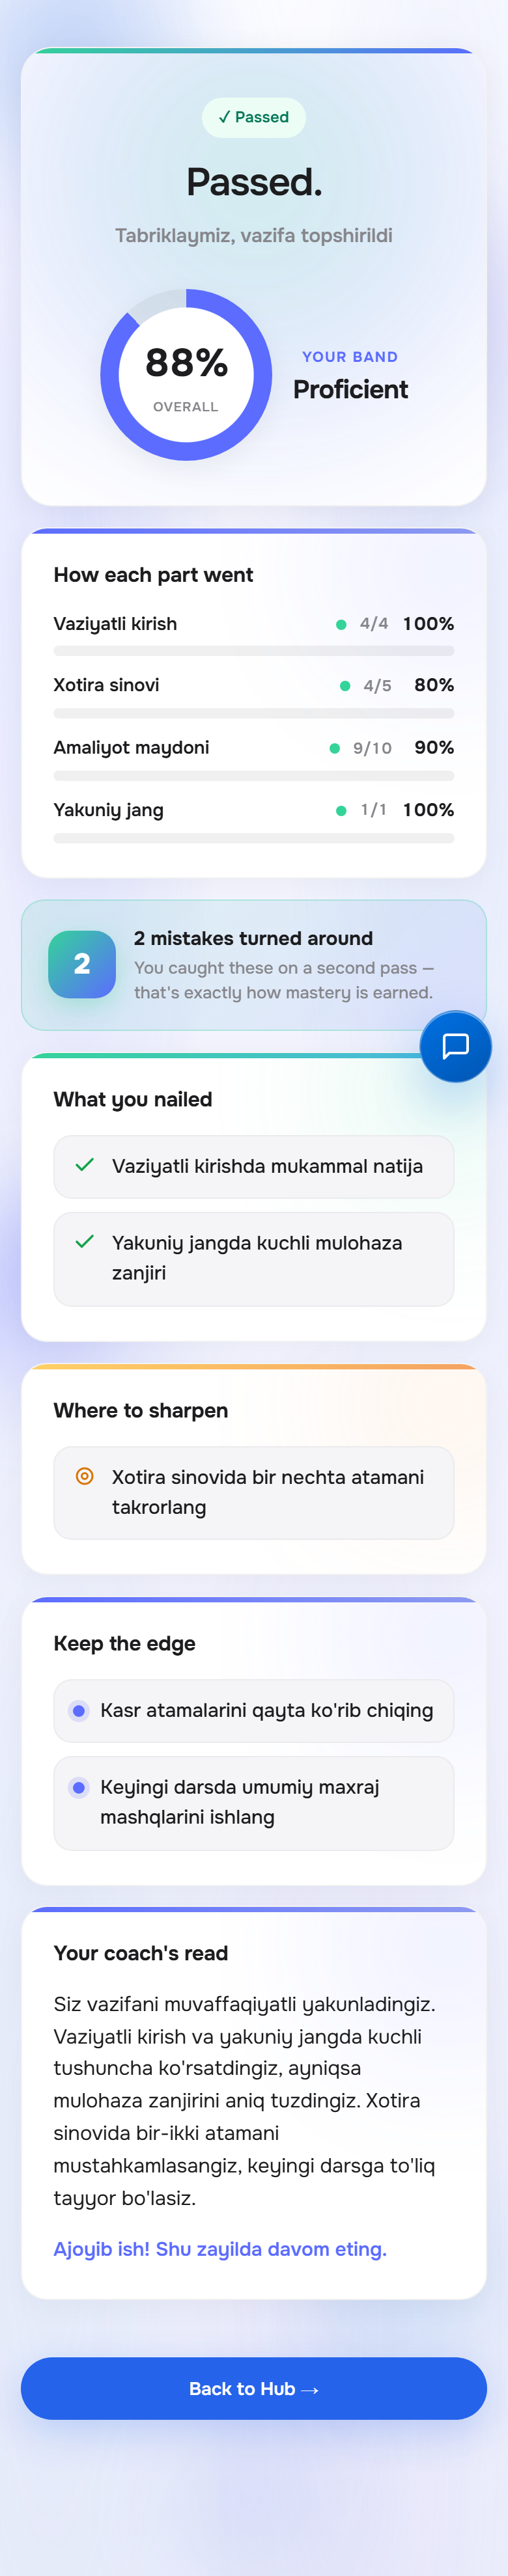 ✓ Passed
Passed.
Tabriklaymiz, vazifa topshirildi
88%
OVERALL
YOUR BAND
Proficient
How each part went
Vaziyatli kirish 4/4 100%
Xotira sinovi 4/5 80%
Amaliyot maydoni 9/10 90%
Yakuniy jang 1/1 100%
2
2 mistakes turned around
You caught these on a second pass —
that's exactly how mastery is earned.
What you nailed
Vaziyatli kirishda mukammal natija
Yakuniy jangda kuchli mulohaza
zanjiri
Where to sharpen
Xotira sinovida bir nechta atamani
takrorlang
Keep the edge
Kasr atamalarini qayta ko'rib chiqing
Keyingi darsda umumiy maxraj
mashqlarini ishlang
Your coach's read
Siz vazifani muvaffaqiyatli yakunladingiz.
Vaziyatli kirish va yakuniy jangda kuchli
tushuncha ko'rsatdingiz, ayniqsa
mulohaza zanjirini aniq tuzdingiz. Xotira
sinovida bir-ikki atamani
mustahkamlasangiz, keyingi darsga to'liq
tayyor bo'lasiz.
Ajoyib ish! Shu zayilda davom eting.
Back to Hub →